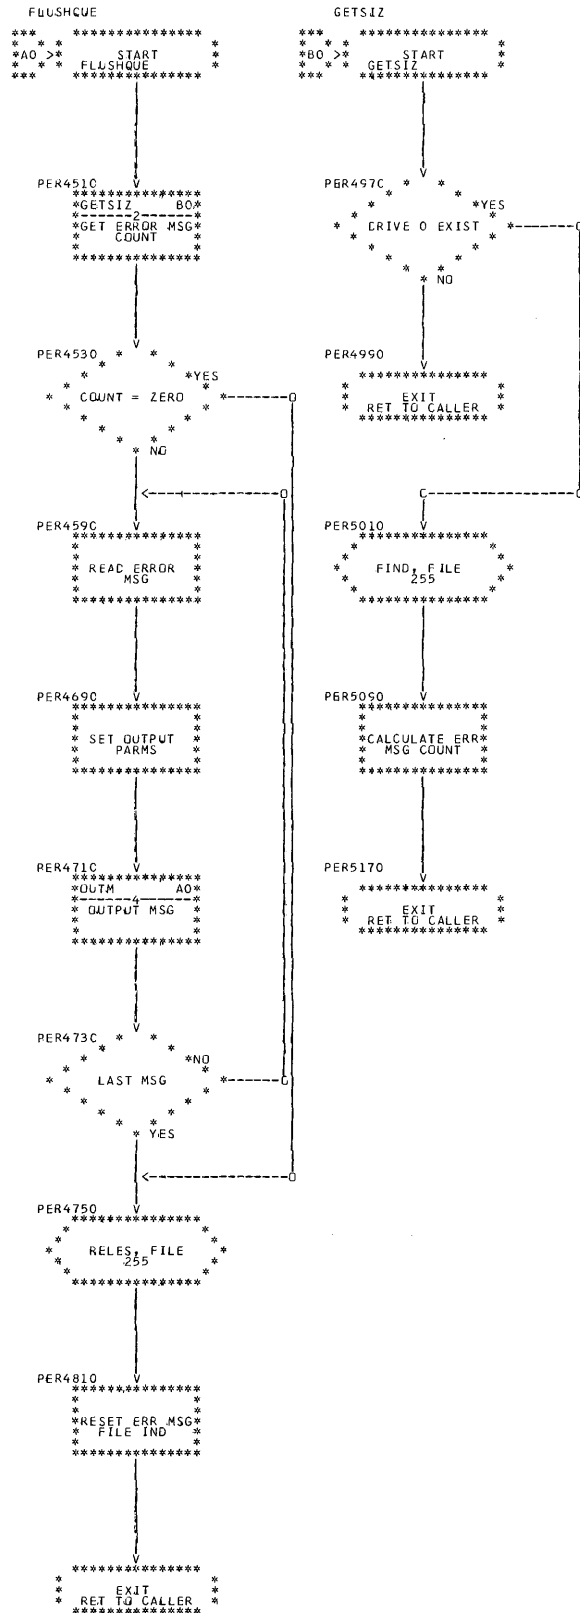 FLUSHQUE
A0 >
START
FLUSHQUE
PER4510
GETSIZ B0
2
GET ERROR MSG
COUNT
PER4530
YES
COUNT = ZERO
NO
PER4590
READ ERROR
MSG
PER4690
SET OUTPUT
PARMS
PER4710
OUTM A0
4
OUTPUT MSG
PER4730
NO
LAST MSG
YES
PER4750
RELES, FILE
255
PER4810
RESET ERR MSG
FILE IND
EXIT
RET TO CALLER
GETSIZ
B0 >
START
GETSIZ
PER4970
YES
DRIVE 0 EXIST
NO
PER4990
EXIT
RET TO CALLER
PER5010
FIND, FILE
255
PER5090
CALCULATE ERR
MSG COUNT
PER5170
EXIT
RET TO CALLER